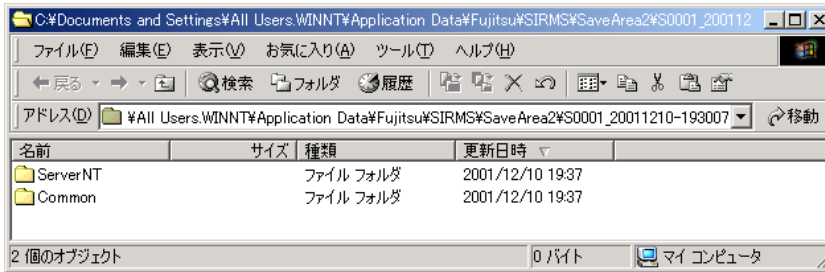 C:¥Documents and Settings¥All Users.WINNT¥Application Data¥Fujitsu¥SIRMS¥SaveArea2¥S0001_200112
ファイル(F) 編集(E) 表示(V) お気に入り(A) ツール(T) ヘルプ(H)
戻る 検索 フォルダ 履歴
アドレス(D) ¥All Users.WINNT¥Application Data¥Fujitsu¥SIRMS¥SaveArea2¥S0001_20011210-193007 移動
名前 サイズ 種類 更新日時
ServerNT ファイル フォルダ 2001/12/10 19:37
Common ファイル フォルダ 2001/12/10 19:37
2 個のオブジェクト 0 バイト マイ コンピュータ